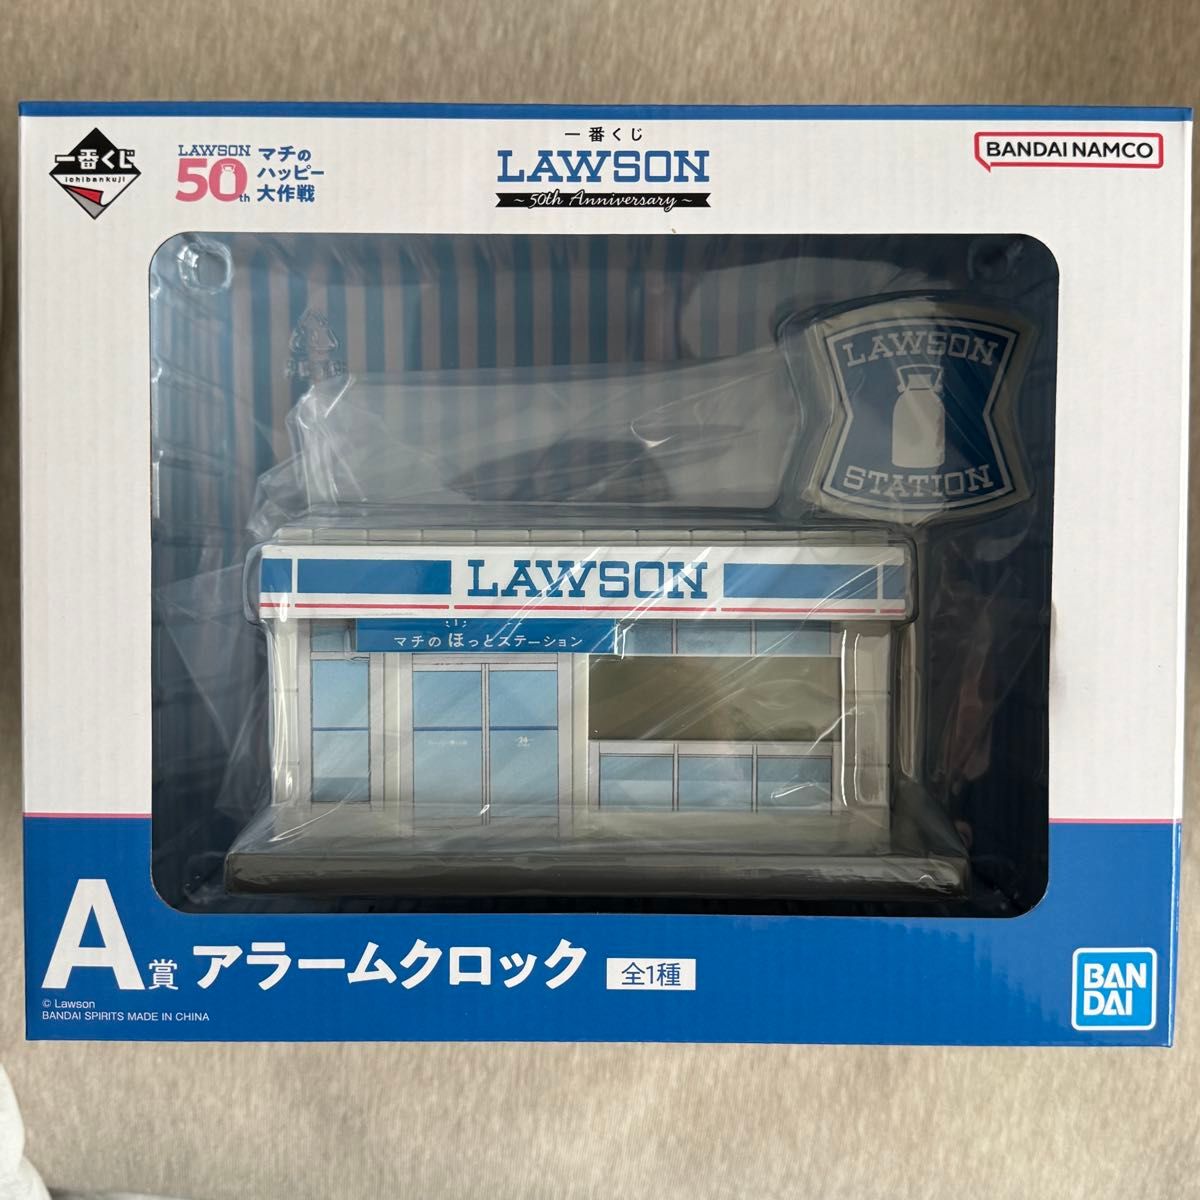 一番くじ
ichibankuji
LAWSON
50th
マチの
ハッピー
大作戦
一番くじ
LAWSON
～50th Anniversary～
BANDAI NAMCO
LAWSON
STATION
LAWSON
マチの ほっとステーション
24
A賞 アラームクロック 全1種
© Lawson
BANDAI SPIRITS MADE IN CHINA
BAN
DAI